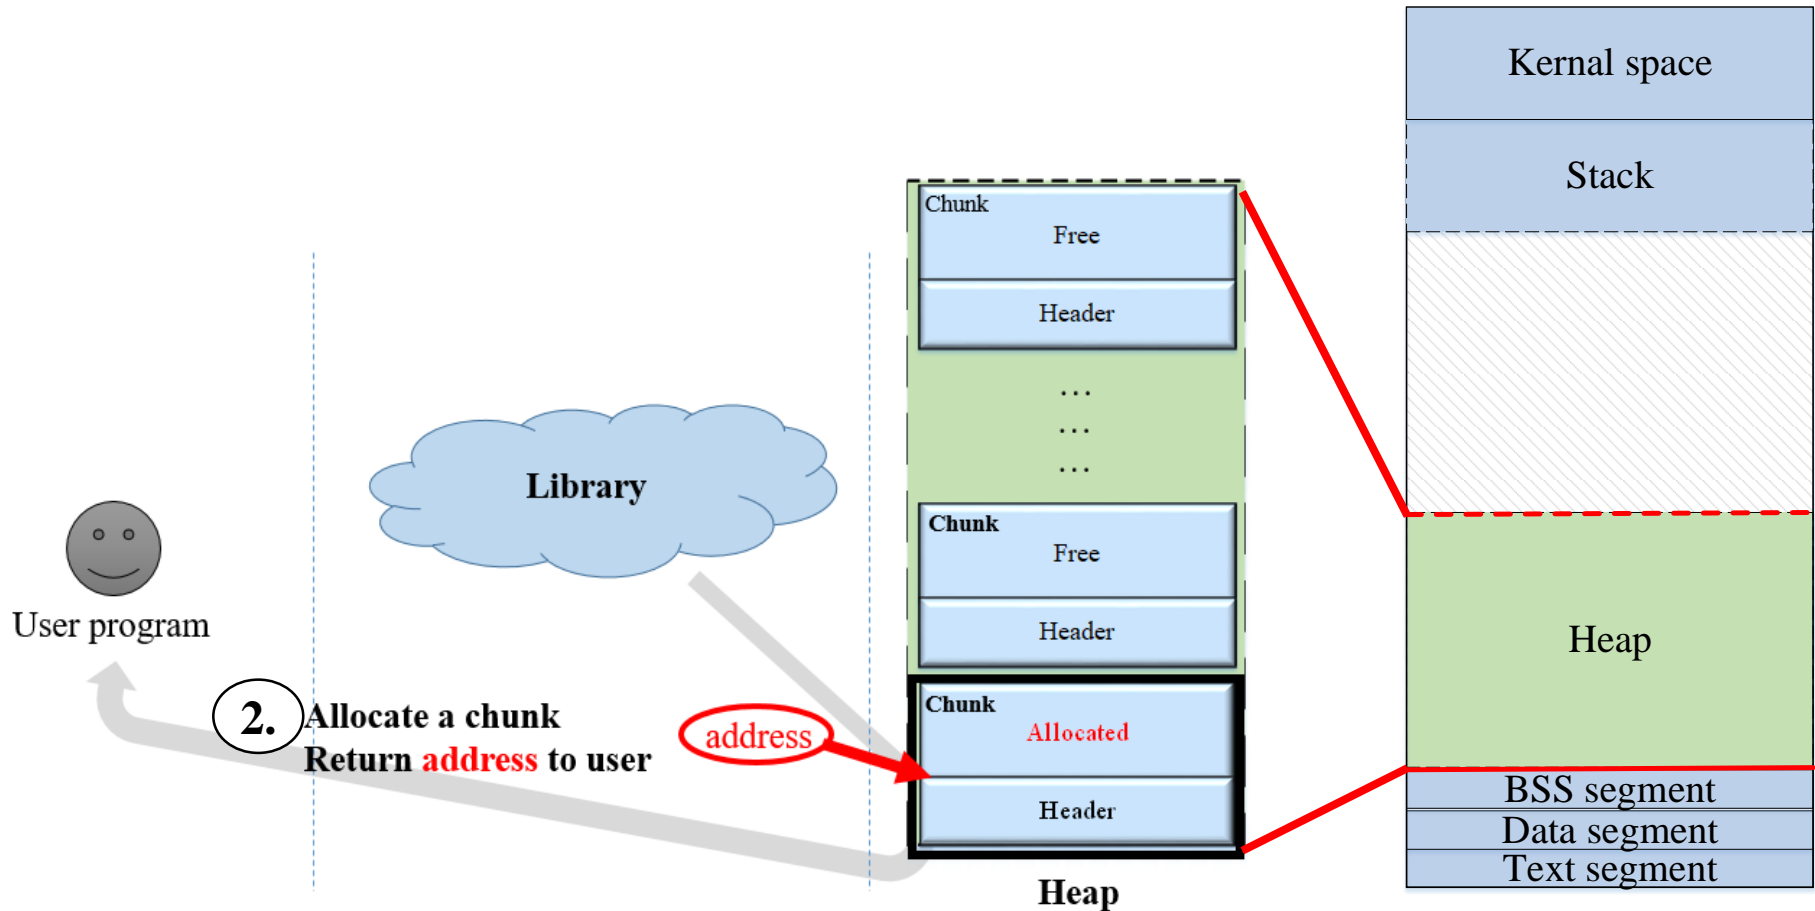 User program
Library
2.
Allocate a chunk
Return address to user
address
Chunk
Free
Header
...
...
...
Chunk
Free
Header
Chunk
Allocated
Header
Heap
Kernal space
Stack
Heap
BSS segment
Data segment
Text segment